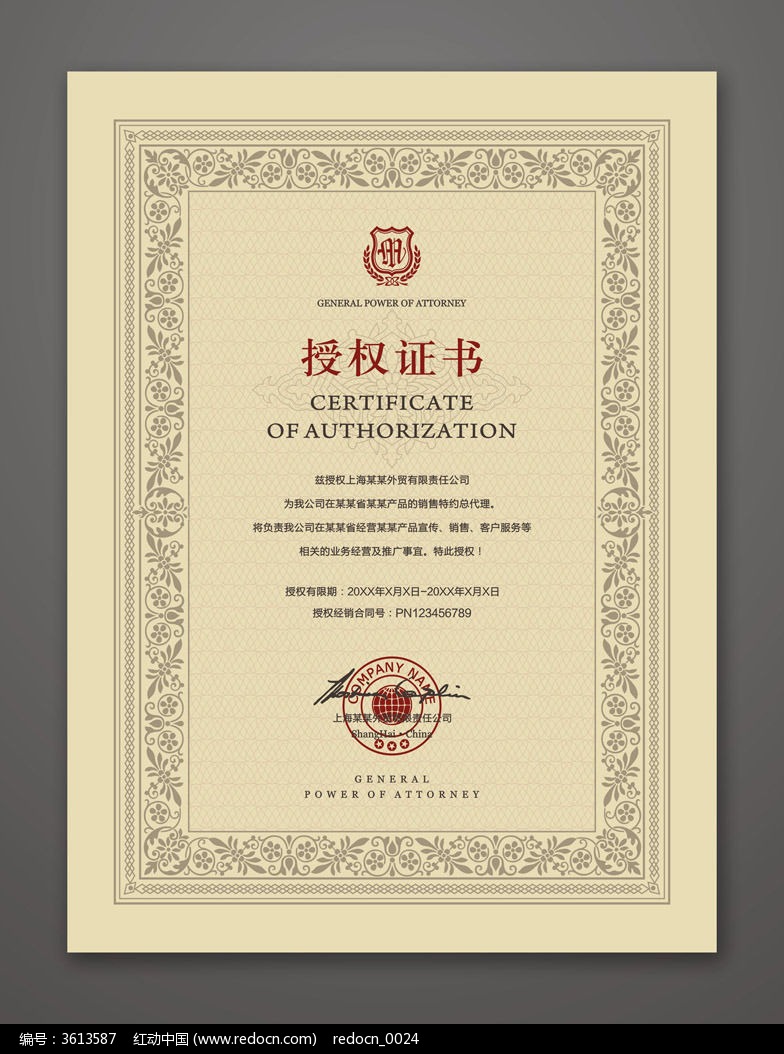 GENERAL POWER OF ATTORNEY
授权证书
CERTIFICATE
OF AUTHORIZATION
兹授权上海某某外贸有限责任公司
为我公司在某某省某某产品的销售特约总代理。
将负责我公司在某某省经营某某产品宣传、销售、客户服务等
相关的业务经营及推广事宜。特此授权！
授权有限期：20XX年X月X日-20XX年X月X日
授权经销合同号：PN123456789
COMPANY NAME
上海某某外贸有限责任公司
ShangHai • China
GENERAL
POWER OF ATTORNEY
编号：3613587 红动中国 (www.redocn.com) redocn_0024